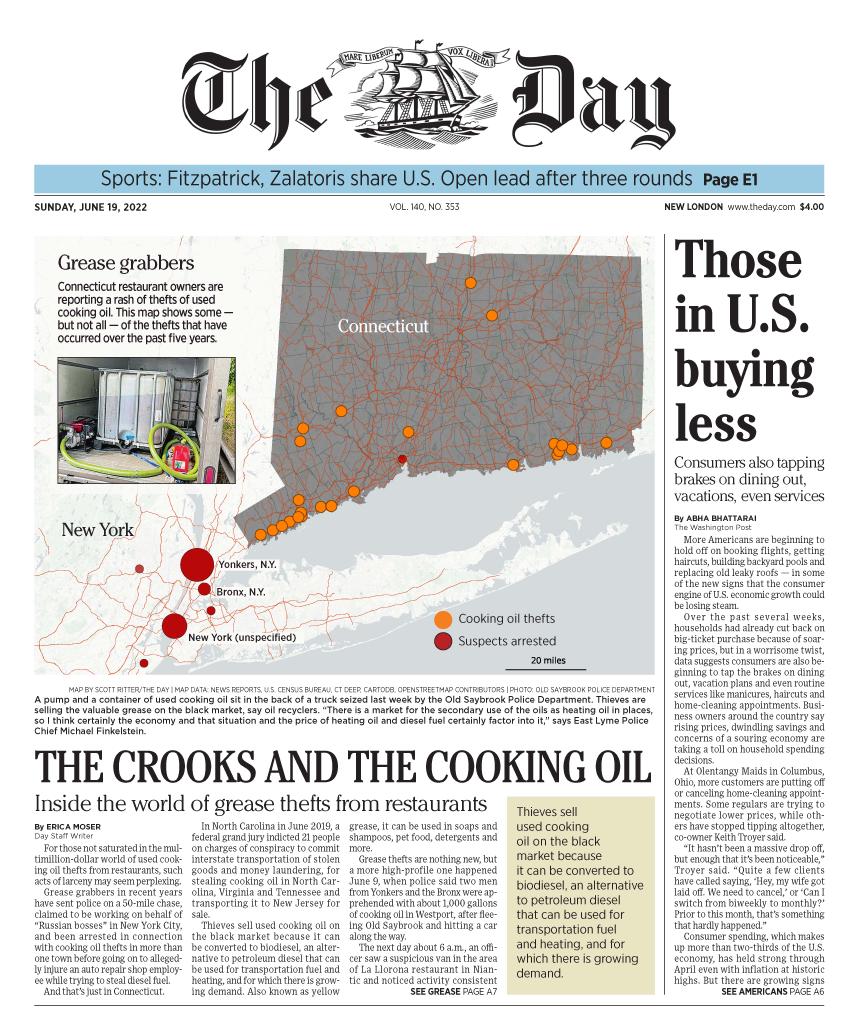 The Day
MARE LIBERUM
VOX LIBERA
Sports: Fitzpatrick, Zalatoris share U.S. Open lead after three rounds Page E1
SUNDAY, JUNE 19, 2022
VOL. 140, NO. 353
NEW LONDON www.theday.com $4.00
Grease grabbers
Connecticut restaurant owners are
reporting a rash of thefts of used
cooking oil. This map shows some —
but not all — of the thefts that have
occurred over the past five years.
Connecticut
New York
Yonkers, N.Y.
Bronx, N.Y.
New York (unspecified)
Cooking oil thefts
Suspects arrested
20 miles
MAP BY SCOTT RITTER/THE DAY | MAP DATA: NEWS REPORTS, U.S. CENSUS BUREAU, CT DEEP, CARTODB, OPENSTREETMAP CONTRIBUTORS | PHOTO: OLD SAYBROOK POLICE DEPARTMENT
A pump and a container of used cooking oil sit in the back of a truck seized last week by the Old Saybrook Police Department. Thieves are
selling the valuable grease on the black market, say oil recyclers. “There is a market for the secondary use of the oils as heating oil in places,
so I think certainly the economy and that situation and the price of heating oil and diesel fuel certainly factor into it,” says East Lyme Police
Chief Michael Finkelstein.
THE CROOKS AND THE COOKING OIL
Inside the world of grease thefts from restaurants
By ERICA MOSER
Day Staff Writer
For those not saturated in the mul-
timillion-dollar world of used cook-
ing oil thefts from restaurants, such
acts of larceny may seem perplexing.
Grease grabbers in recent years
have sent police on a 50-mile chase,
claimed to be working on behalf of
“Russian bosses” in New York City,
and been arrested in connection
with cooking oil thefts in more than
one town before going on to alleged-
ly injure an auto repair shop employ-
ee while trying to steal diesel fuel.
And that's just in Connecticut.
In North Carolina in June 2019, a
federal grand jury indicted 21 people
on charges of conspiracy to commit
interstate transportation of stolen
goods and money laundering, for
stealing cooking oil in North Car-
olina, Virginia and Tennessee and
transporting it to New Jersey for
sale.
Thieves sell used cooking oil on
the black market because it can
be converted to biodiesel, an alter-
native to petroleum diesel that can
be used for transportation fuel and
heating, and for which there is grow-
ing demand. Also known as yellow
grease, it can be used in soaps and
shampoos, pet food, detergents and
more.
Grease thefts are nothing new, but
a more high-profile one happened
June 9, when police said two men
from Yonkers and the Bronx were ap-
prehended with about 1,000 gallons
of cooking oil in Westport, after flee-
ing Old Saybrook and hitting a car
along the way.
The next day about 6 a.m., an offi-
cer saw a suspicious van in the area
of La Llorona restaurant in Nian-
tic and noticed activity consistent
SEE GREASE PAGE A7
Thieves sell
used cooking
oil on the black
market because
it can be converted to
biodiesel, an alternative
to petroleum diesel
that can be used for
transportation fuel
and heating, and for
which there is growing
demand.
Those
in U.S.
buying
less
Consumers also tapping
brakes on dining out,
vacations, even services
By ABHA BHATTARAI
The Washington Post
More Americans are beginning to
hold off on booking flights, getting
haircuts, building backyard pools and
replacing old leaky roofs — in some
of the new signs that the consumer
engine of U.S. economic growth could
be losing steam.
Over the past several weeks,
households had already cut back on
big-ticket purchase because of soar-
ing prices, but in a worrisome twist,
data suggests consumers are also be-
ginning to tap the brakes on dining
out, vacation plans and even routine
services like manicures, haircuts and
home-cleaning appointments. Busi-
ness owners around the country say
rising prices, dwindling savings and
concerns of a souring economy are
taking a toll on household spending
decisions.
At Olentangy Maids in Columbus,
Ohio, more customers are putting off
or canceling home-cleaning appoint-
ments. Some regulars are trying to
negotiate lower prices, while oth-
ers have stopped tipping altogether,
co-owner Keith Troyer said.
“It hasn't been a massive drop off,
but enough that it's been noticeable,”
Troyer said. “Quite a few clients
have called saying, ‘Hey, my wife got
laid off. We need to cancel,’ or ‘Can I
switch from biweekly to monthly?’
Prior to this month, that's something
that hardly happened.”
Consumer spending, which makes
up more than two-thirds of the U.S.
economy, has held strong through
April even with inflation at historic
highs. But there are growing signs
SEE AMERICANS PAGE A6